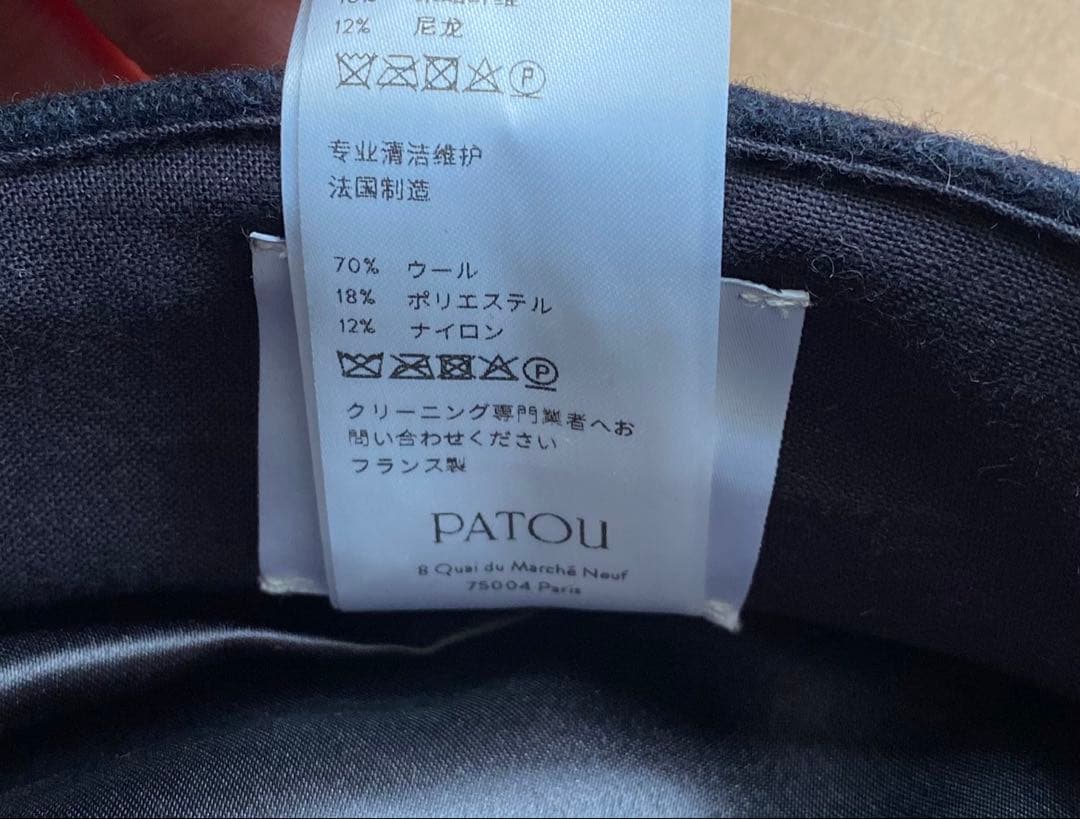 12% 尼龙
P
专业清洁维护
法国制造
70% ウール
18% ポリエステル
12% ナイロン
P
クリーニング専門業者へお
問い合わせください
フランス製
PATOU
8 Quai du Marché Neuf
75004 Paris